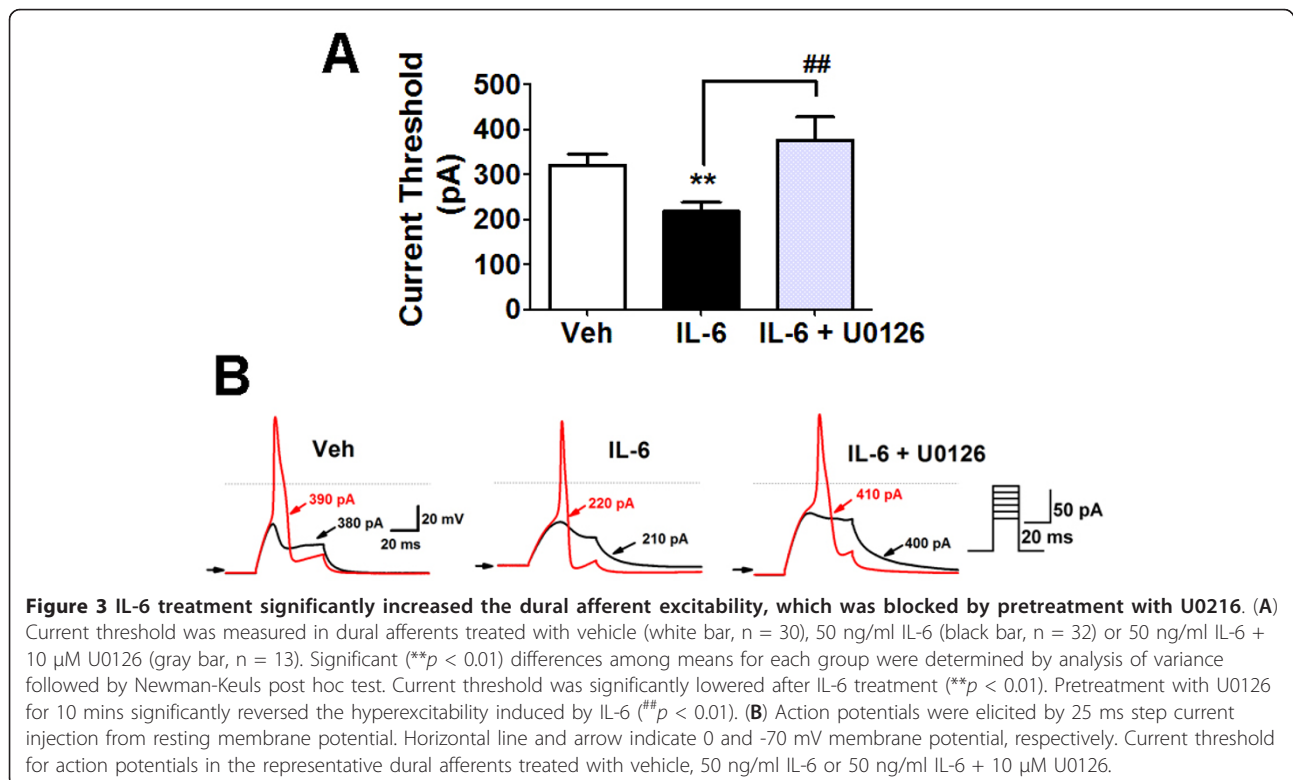 A
##
500
400
300
200
100
0
Current Threshold
(pA)
**
Veh
IL-6
IL-6 + U0126
B
Veh
390 pA
380 pA
20 mV
20 ms
IL-6
220 pA
210 pA
IL-6 + U0126
410 pA
400 pA
50 pA
20 ms
Figure 3 IL-6 treatment significantly increased the dural afferent excitability, which was blocked by pretreatment with U0216. (A)
Current threshold was measured in dural afferents treated with vehicle (white bar, n = 30), 50 ng/ml IL-6 (black bar, n = 32) or 50 ng/ml IL-6 +
10 μM U0126 (gray bar, n = 13). Significant (**p < 0.01) differences among means for each group were determined by analysis of variance
followed by Newman-Keuls post hoc test. Current threshold was significantly lowered after IL-6 treatment (**p < 0.01). Pretreatment with U0126
for 10 mins significantly reversed the hyperexcitability induced by IL-6 (##p < 0.01). (B) Action potentials were elicited by 25 ms step current
injection from resting membrane potential. Horizontal line and arrow indicate 0 and -70 mV membrane potential, respectively. Current threshold
for action potentials in the representative dural afferents treated with vehicle, 50 ng/ml IL-6 or 50 ng/ml IL-6 + 10 μM U0126.